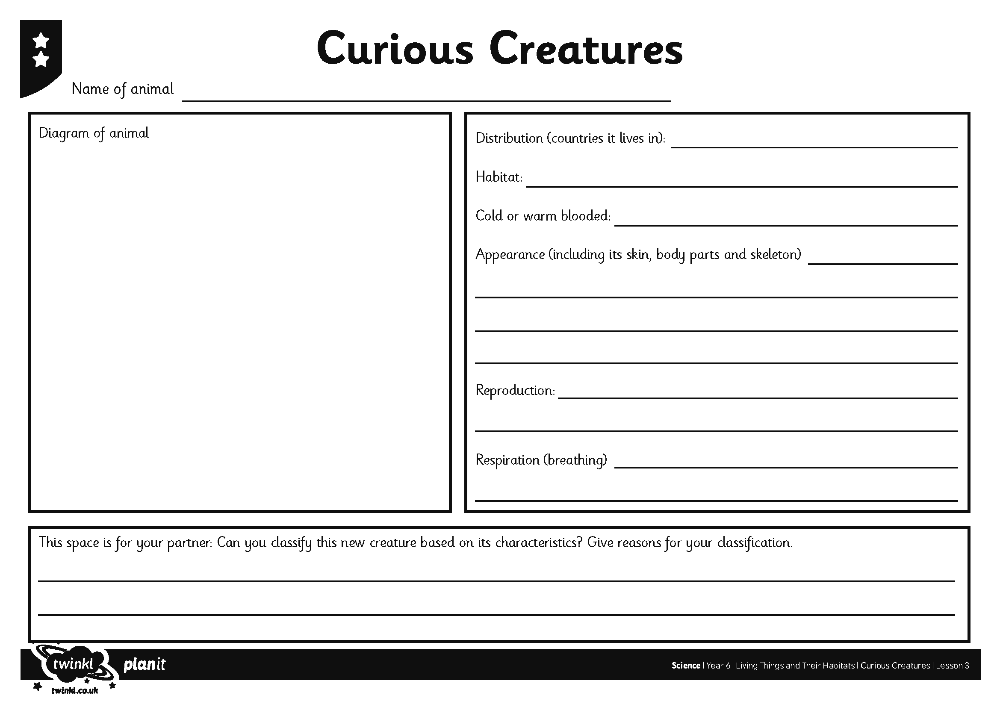 Curious Creatures
Name of animal
Diagram of animal
Distribution (countries it lives in):
Habitat:
Cold or warm blooded:
Appearance (including its skin, body parts and skeleton)
Reproduction:
Respiration (breathing)
This space is for your partner: Can you classify this new creature based on its characteristics? Give reasons for your classification.
twinkl
planit
Science | Year 6 | Living Things and Their Habitats | Curious Creatures | Lesson 3
twinkl.co.uk